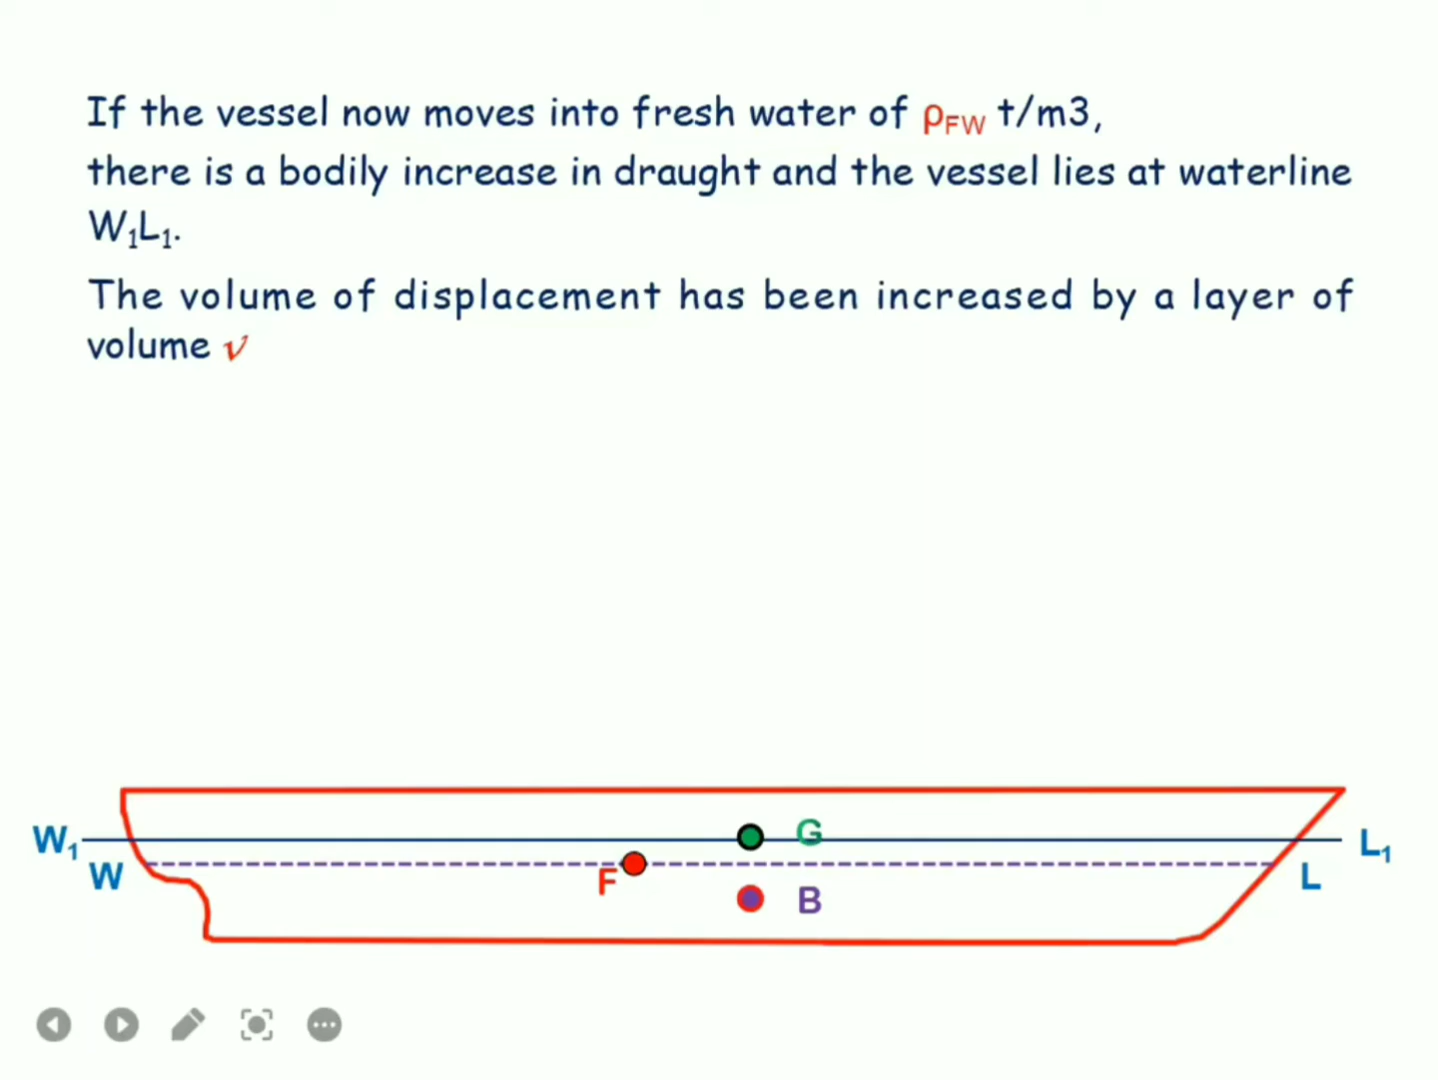 If the vessel now moves into fresh water of ρFW t/m3,
there is a bodily increase in draught and the vessel lies at waterline
W₁L₁.
The volume of displacement has been increased by a layer of
volume v
W₁
G
L₁
W
F
B
L